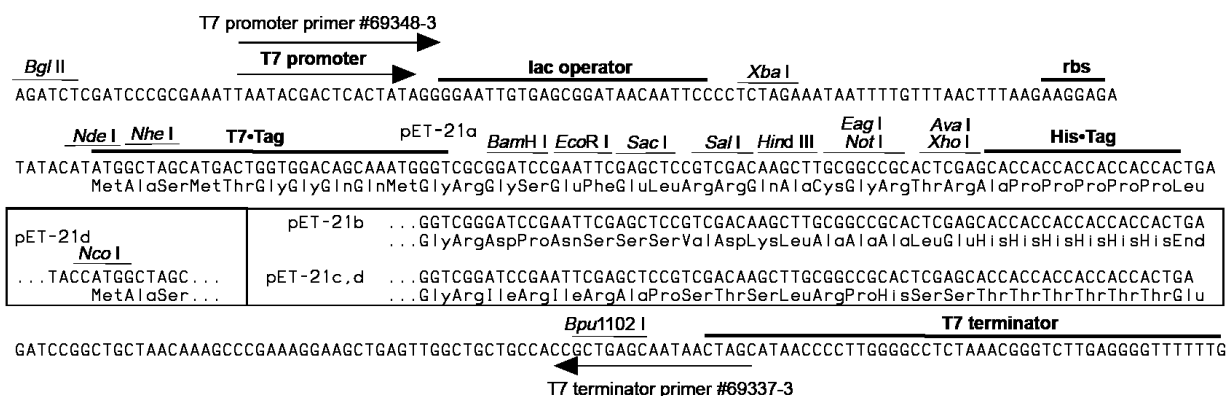 T7 promoter primer #69348-3
Bgl II
T7 promoter
lac operator
Xba I
rbs
AGATCTCGATCCCGCGAAATTAATACGACTCACTATAGGGGAATTGTGAGCGGATAACAATTCCCCTCTAGAAATAATTTTGTTTAACTTTAAGAAGGAGA
Nde I Nhe I T7•Tag pET-21a BamH I EcoR I Sac I Sal I Hind III Eag I Not I Ava I Xho I His•Tag
TATACATATGGCTAGCATGACTGGTGGACAGCAAATGGGTCGCGGATCCGAATTCGAGCTCCGTCGACAAGCTTGCGGCCGCACTCGAGCACCACCACCACCACCACTGA
MetAlaSerMetThrGlyGlyGlnGlnMetGlyArgGlySerGluPheGluLeuArgArgGlnAlaCysGlyArgThrArgAlaProProProProProLeu
pET-21d
Nco I
...TACCATGGCTAGC...
MetAlaSer...
pET-21b ...GGTCGGGATCCGAATTCGAGCTCCGTCGACAAGCTTGCGGCCGCACTCGAGCACCACCACCACCACCACTGA
GlyArgAspProAsnSerSerSerValAspLysLeuAlaAlaAlaLeuGluHisHisHisHisHisHisEnd
pET-21c,d ...GGTCGGATCCGAATTCGAGCTCCGTCGACAAGCTTGCGGCCGCACTCGAGCACCACCACCACCACCACTGA
GlyArgIleArgIleArgAlaProSerThrSerLeuArgProHisSerSerThrThrThrThrThrThrGlu
Bpu1102 I
T7 terminator
GATCCGGCTGCTAACAAAGCCCGAAAGGAAGCTGAGTTGGCTGCTGCCACCGCTGAGCAATAACTAGCATAACCCCTTGGGGCCTCTAAACGGGTCTTGAGGGGTTTTTTG
T7 terminator primer #69337-3